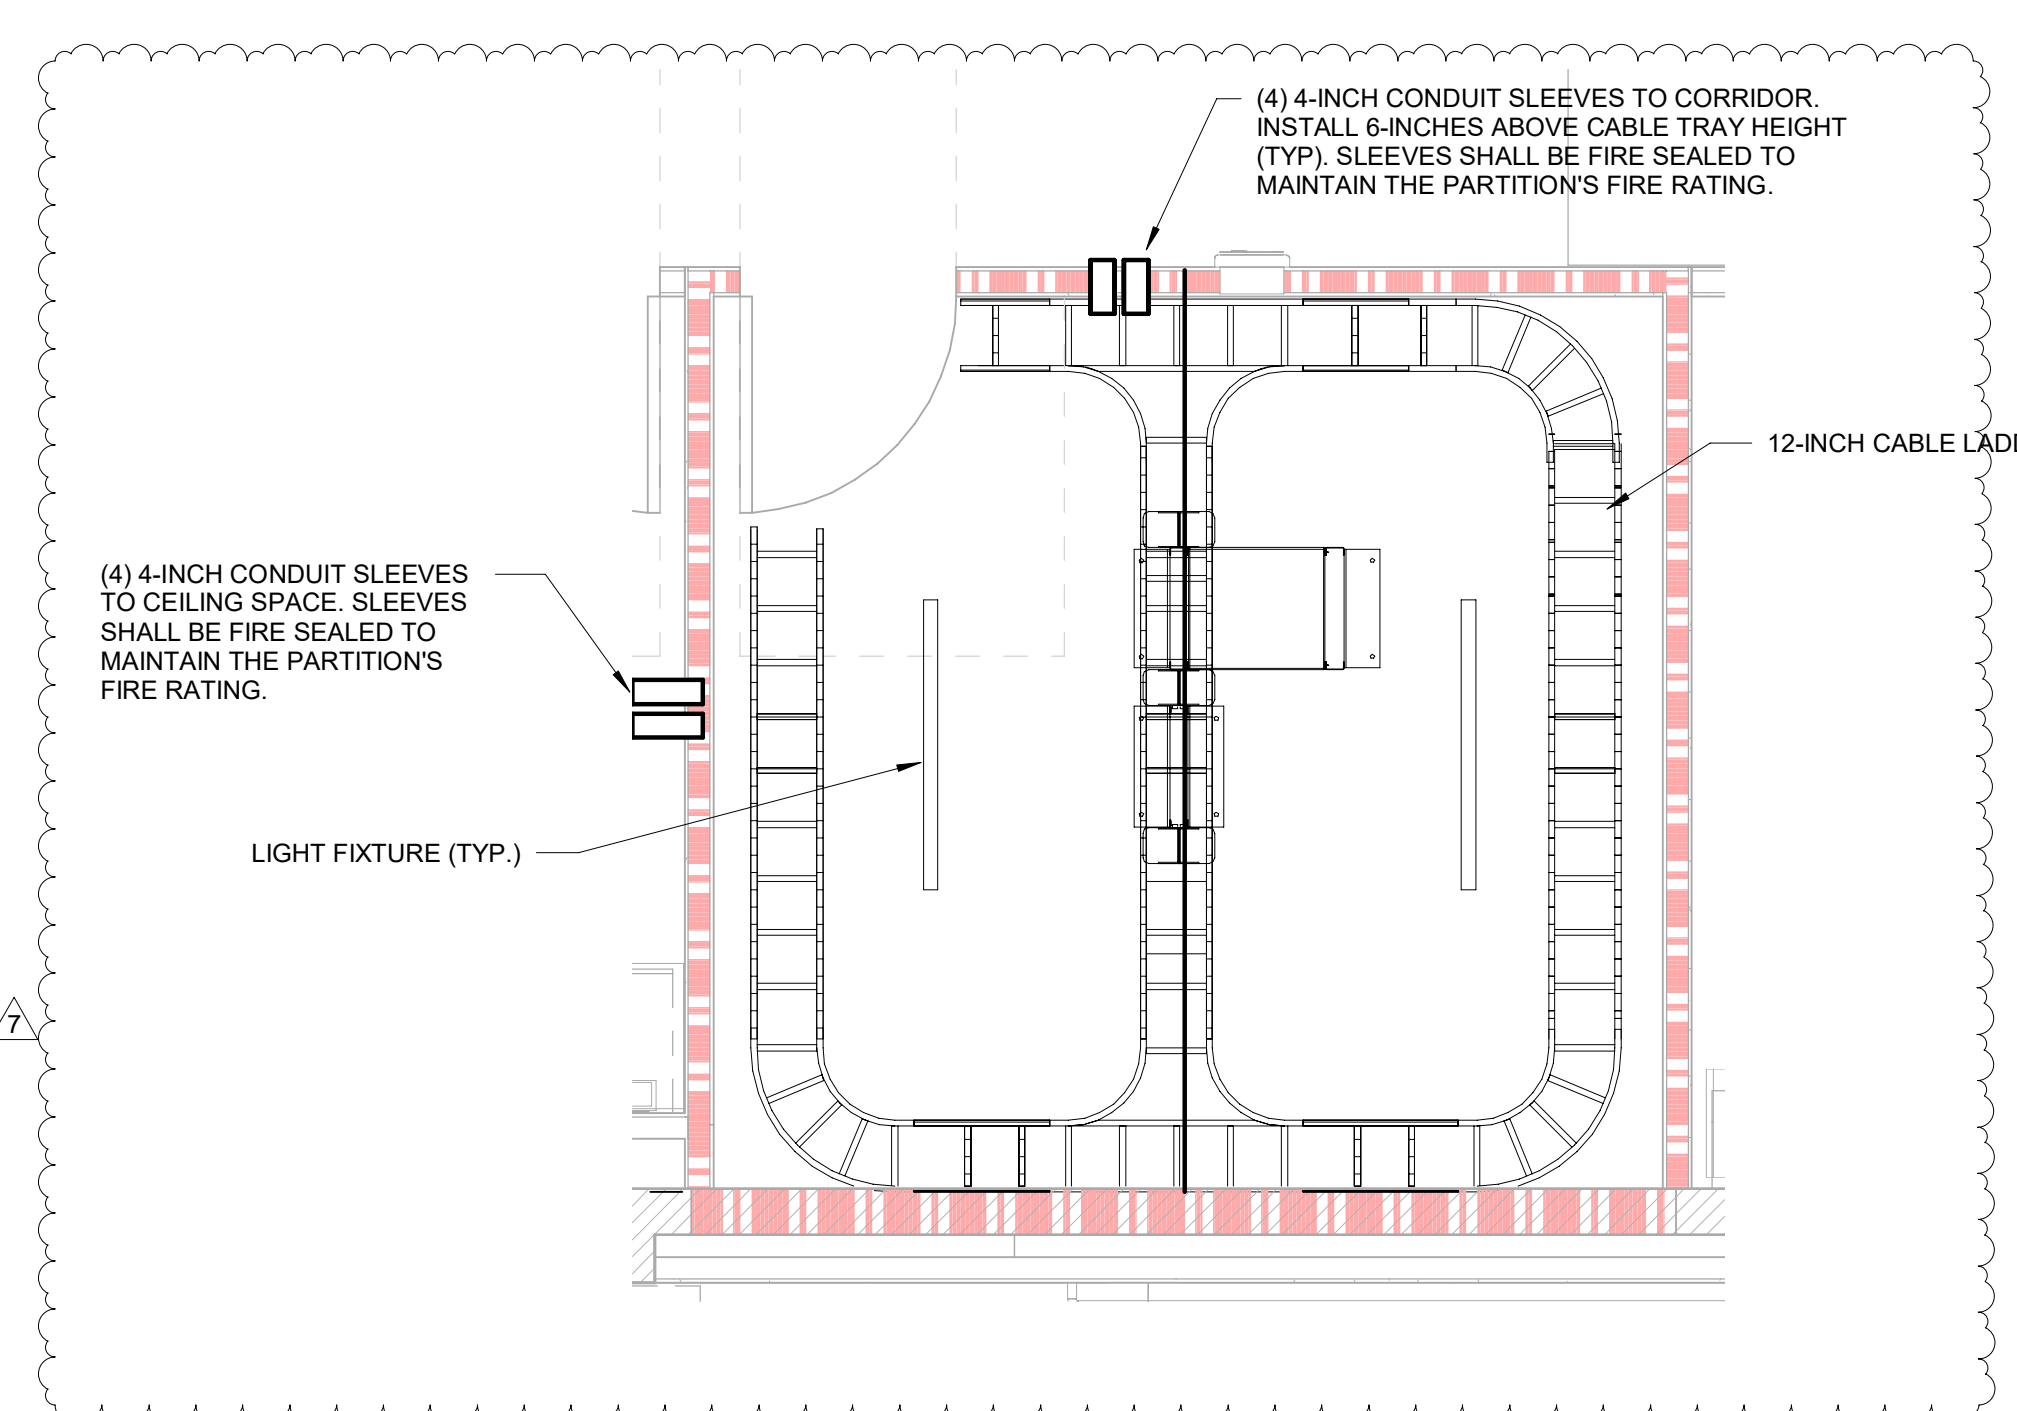 (4) 4-INCH CONDUIT SLEEVES TO CORRIDOR.
INSTALL 6-INCHES ABOVE CABLE TRAY HEIGHT
(TYP). SLEEVES SHALL BE FIRE SEALED TO
MAINTAIN THE PARTITION'S FIRE RATING.
12-INCH CABLE
(4) 4-INCH CONDUIT SLEEVES
TO CEILING SPACE. SLEEVES
SHALL BE FIRE SEALED TO
MAINTAIN THE PARTITION'S
FIRE RATING.
LIGHT FIXTURE (TYP.)
7